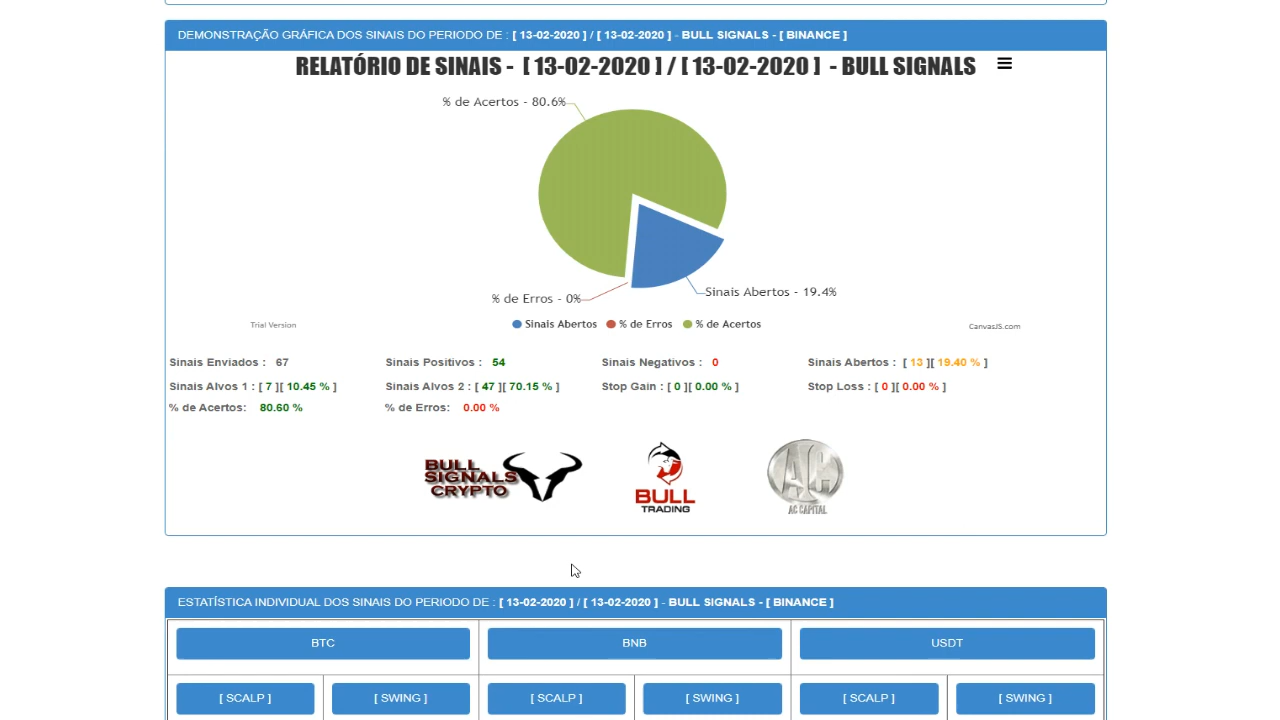 DEMONSTRAÇÃO GRÁFICA DOS SINAIS DO PERIODO DE : [ 13-02-2020 ] / [ 13-02-2020 ] - BULL SIGNALS - [ BINANCE ]
RELATÓRIO DE SINAIS - [ 13-02-2020 ] / [ 13-02-2020 ] - BULL SIGNALS
% de Acertos - 80.6%
Sinais Abertos - 19.4%
% de Erros - 0%
Sinais Abertos % de Erros % de Acertos
Trial Version
CanvasJS.com
Sinais Enviados : 67 Sinais Positivos : 54 Sinais Negativos : 0 Sinais Abertos : [ 13 ][ 19.40 % ]
Sinais Alvos 1 : [ 7 ][ 10.45 % ] Sinais Alvos 2 : [ 47 ][ 70.15 % ] Stop Gain : [ 0 ][ 0.00 % ] Stop Loss : [ 0 ][ 0.00 % ]
% de Acertos: 80.60 % % de Erros: 0.00 %
BULL
SIGNALS
CRYPTO
BULL
TRADING
AC
AC CAPITAL
ESTATÍSTICA INDIVIDUAL DOS SINAIS DO PERIODO DE : [ 13-02-2020 ] / [ 13-02-2020 ] - BULL SIGNALS - [ BINANCE ]
BTC BNB USDT
[ SCALP ] [ SWING ] [ SCALP ] [ SWING ] [ SCALP ] [ SWING ]